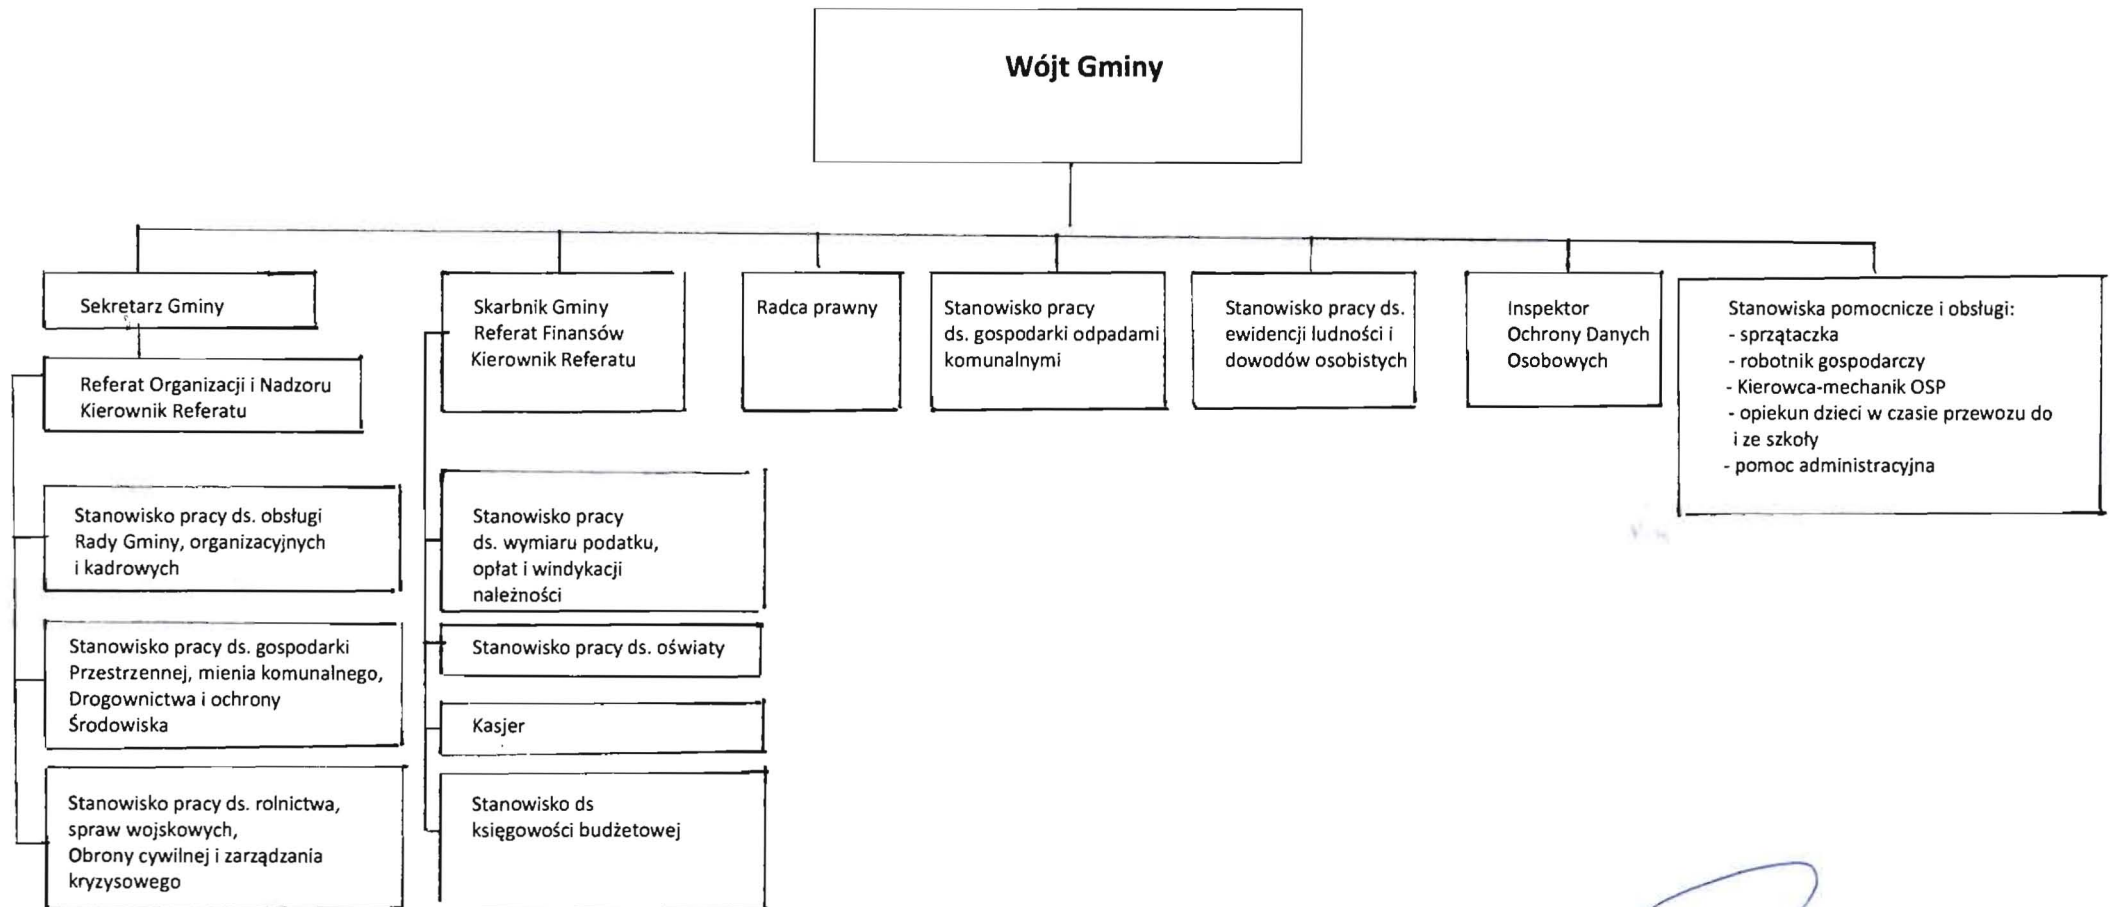 Wójt Gminy
Sekretarz Gminy
Referat Organizacji i Nadzoru
Kierownik Referatu
Stanowisko pracy ds. obsługi
Rady Gminy, organizacyjnych
i kadrowych
Stanowisko pracy ds. gospodarki
Przestrzennej, mienia komunalnego,
Drogownictwa i ochrony
Środowiska
Stanowisko pracy ds. rolnictwa,
spraw wojskowych,
Obrony cywilnej i zarządzania
kryzysowego
Skarbnik Gminy
Referat Finansów
Kierownik Referatu
Stanowisko pracy
ds. wymiaru podatku,
opłat i windykacji
należności
Stanowisko pracy ds. oświaty
Kasjer
Stanowisko ds
księgowości budżetowej
Radca prawny
Stanowisko pracy
ds. gospodarki odpadami
komunalnymi
Stanowisko pracy ds.
ewidencji ludności i
dowodów osobistych
Inspektor
Ochrony Danych
Osobowych
Stanowiska pomocnicze i obsługi:
- sprzątaczka
- robotnik gospodarczy
- Kierowca-mechanik OSP
- opiekun dzieci w czasie przewozu do
i ze szkoły
- pomoc administracyjna